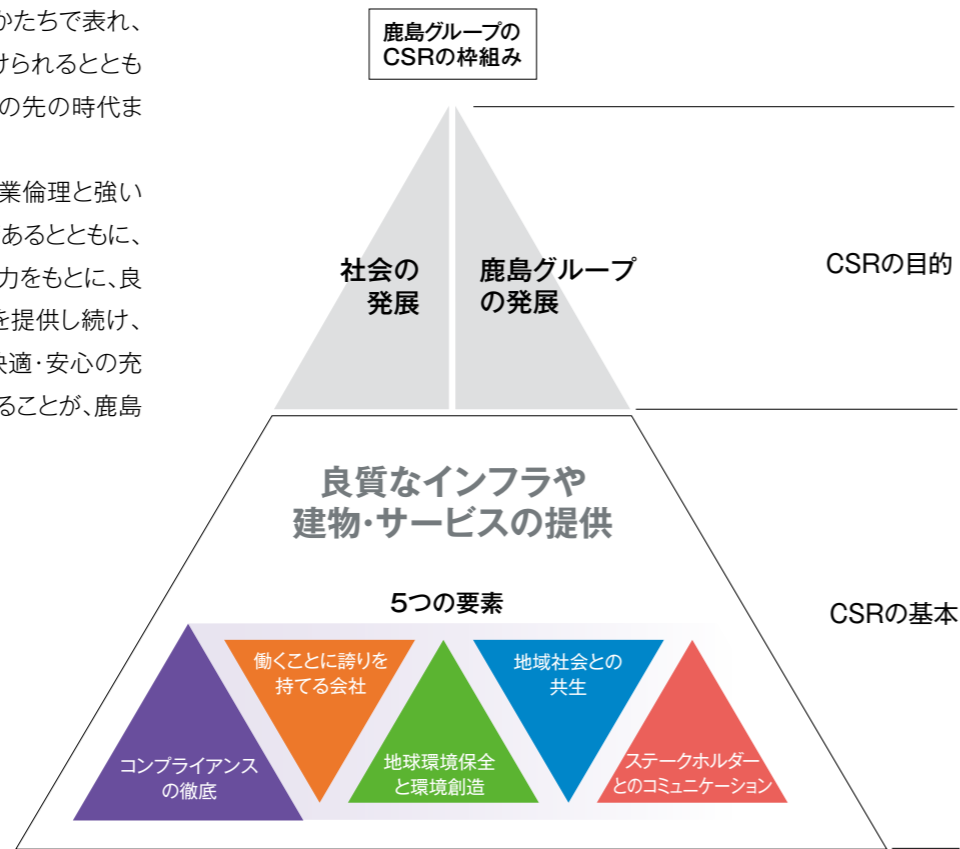 かたちで表れ、
けられるととも
の先の時代ま
業倫理と強い
あるとともに、
力をもとに、良
を提供し続け、
快適・安心の充
ることが、鹿島
鹿島グループの
CSRの枠組み
社会の
発展
鹿島グループ
の発展
CSRの目的
良質なインフラや
建物・サービスの提供
5つの要素
CSRの基本
コンプライアンス
の徹底
働くことに誇りを
持てる会社
地球環境保全
と環境創造
地域社会との
共生
ステークホルダー
とのコミュニケーション